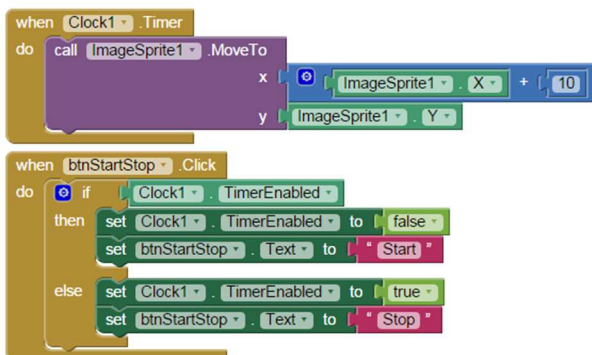 when Clock1 .Timer
do call ImageSprite1 .MoveTo
x ImageSprite1 . X + 10
y ImageSprite1 . Y
when btnStartStop .Click
do if Clock1 . TimerEnabled
then set Clock1 . TimerEnabled to false
set btnStartStop . Text to " Start "
else set Clock1 . TimerEnabled to true
set btnStartStop . Text to " Stop "